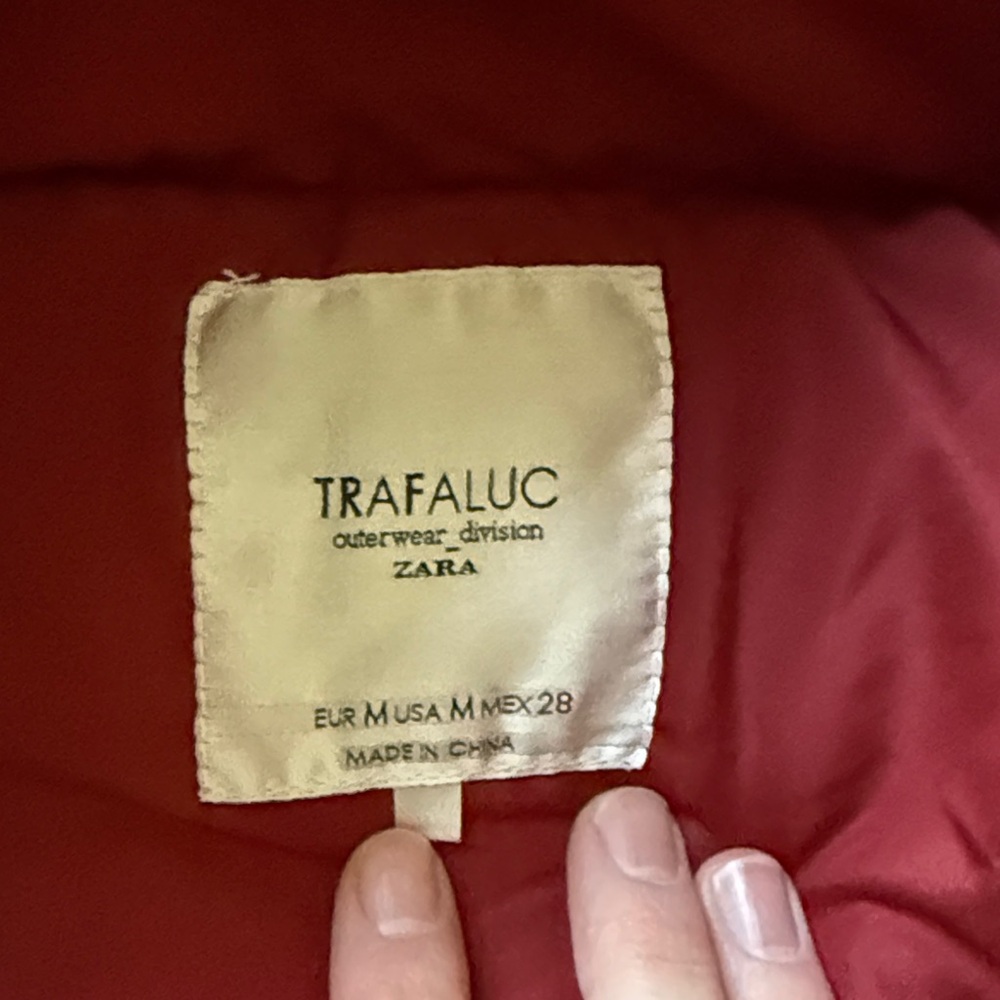 TRAFALUC
outerwear_division
ZARA
EUR M USA M MEX 28
MADE IN CHINA